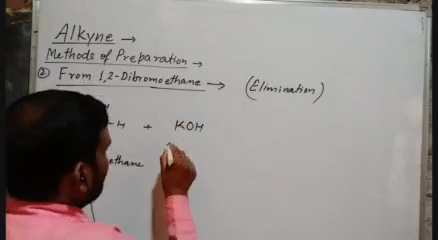 Alkyne →
Methods of Preparation →
② From 1,2-Dibromoethane → (Elimination)
H
-H + KOH
ethane